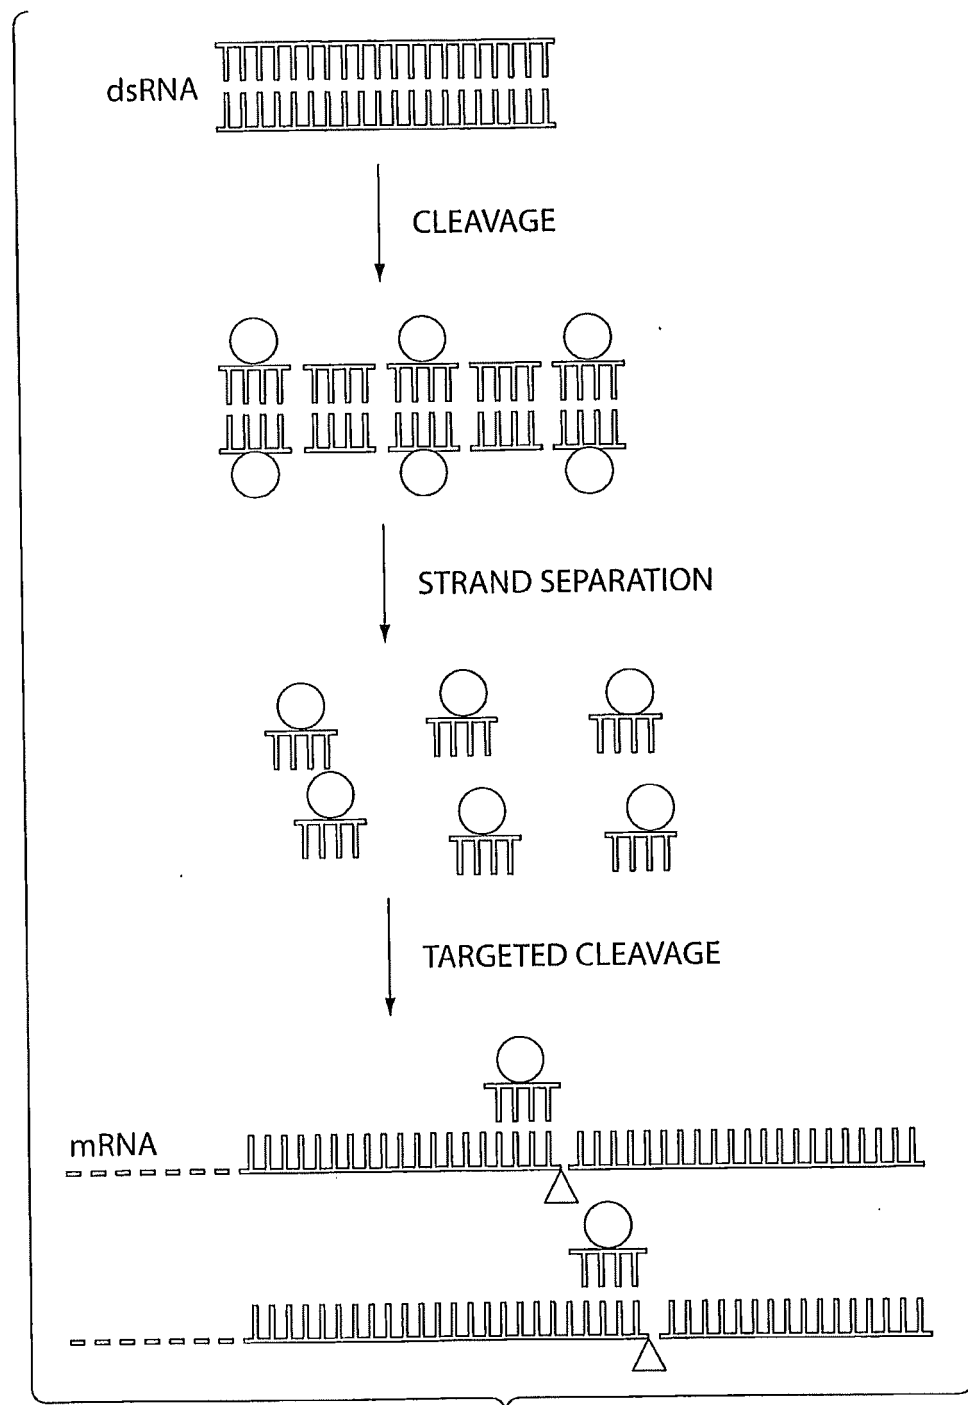 dsRNA
CLEAVAGE
STRAND SEPARATION
TARGETED CLEAVAGE
mRNA